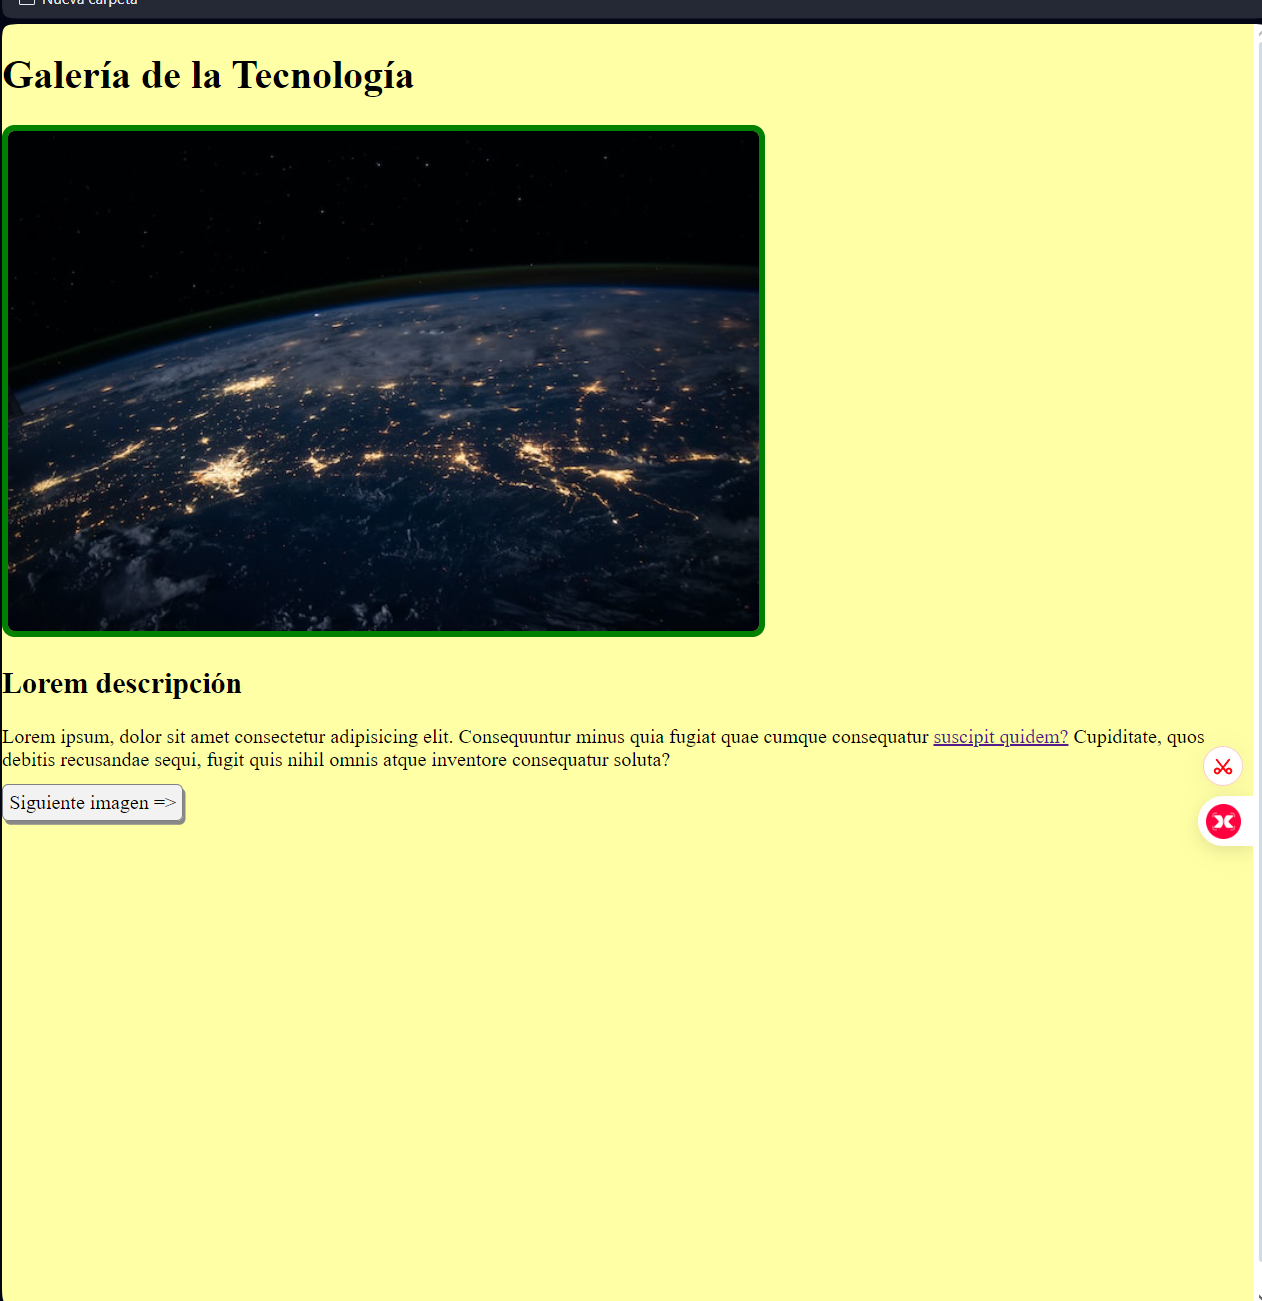 Nueva carpeta
Galería de la Tecnología
Lorem descripción
Lorem ipsum, dolor sit amet consectetur adipisicing elit. Consequuntur minus quia fugiat quae cumque consequatur suscipit quidem? Cupiditate, quos
debitis recusandae sequi, fugit quis nihil omnis atque inventore consequatur soluta?
Siguiente imagen =>